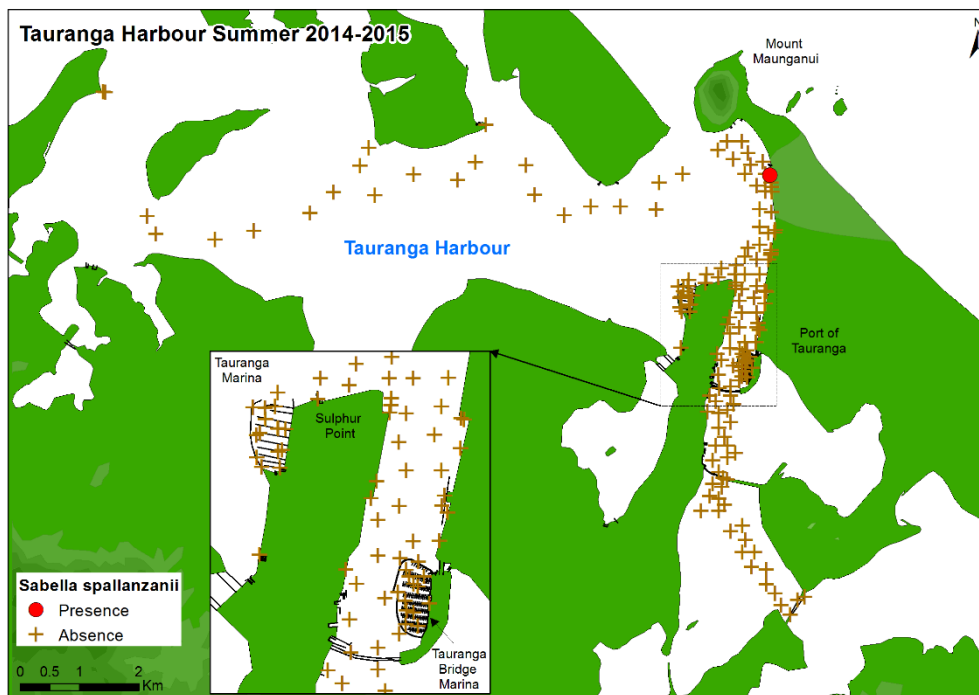 Tauranga Harbour Summer 2014-2015
Mount
Maunganui
N
Tauranga Harbour
Port of
Tauranga
Tauranga
Marina
Sulphur
Point
Tauranga
Bridge
Marina
Sabella spallanzanii
Presence
Absence
0 0.5 1 2
Km